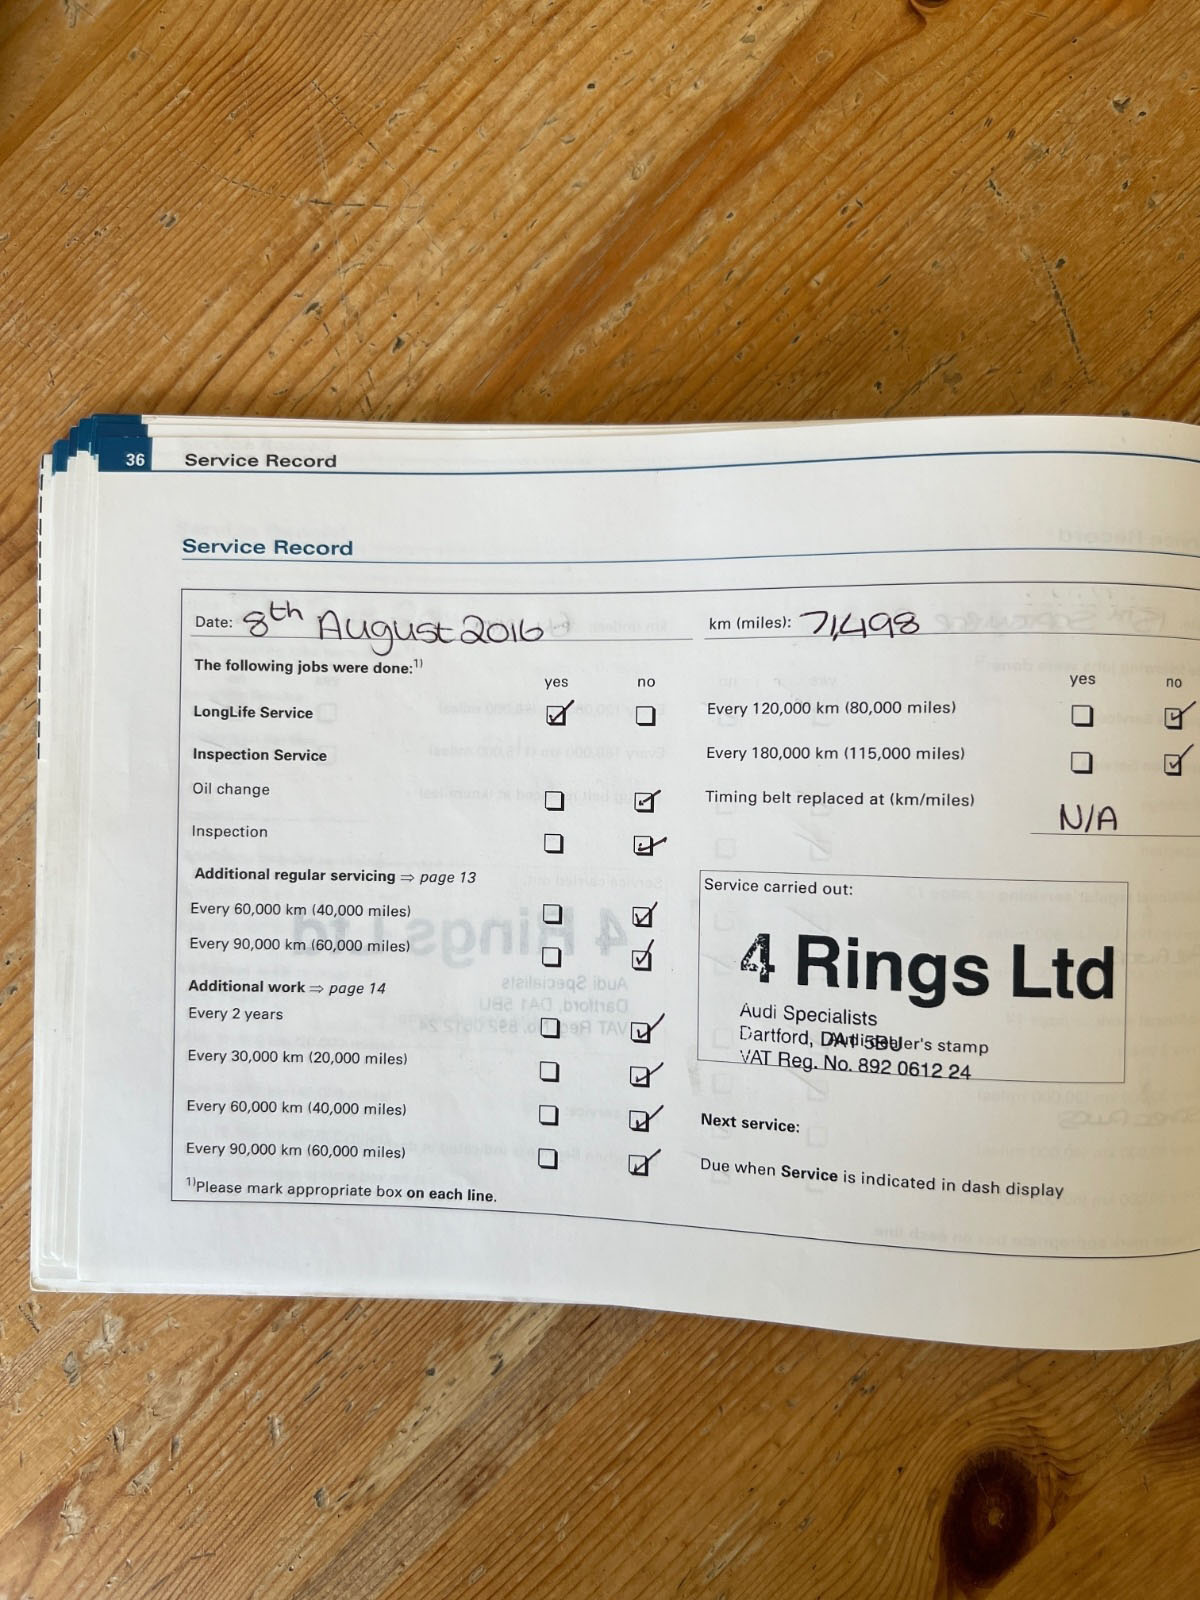 36 Service Record
Service Record
Date: 8th August 2016 km (miles): 71,498
The following jobs were done:1)
yes no
LongLife Service
Inspection Service
Oil change
Inspection
Additional regular servicing ⇒ page 13
Every 60,000 km (40,000 miles)
Every 90,000 km (60,000 miles)
Additional work ⇒ page 14
Every 2 years
Every 30,000 km (20,000 miles)
Every 60,000 km (40,000 miles)
Every 90,000 km (60,000 miles)
1)Please mark appropriate box on each line.
yes no
Every 120,000 km (80,000 miles)
Every 180,000 km (115,000 miles)
Timing belt replaced at (km/miles)
N/A
Service carried out:
4 Rings Ltd
Audi Specialists
Dartford, DA1 5BU
Audi dealer's stamp
VAT Reg. No. 892 0612 24
Next service:
Due when Service is indicated in dash display